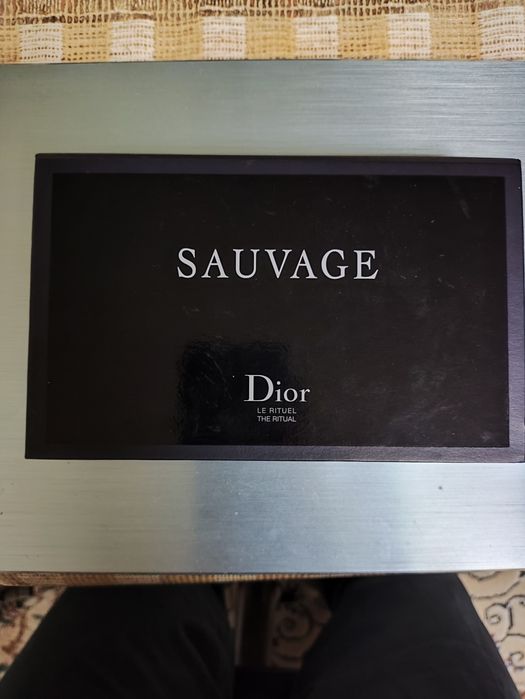 SAUVAGE
Dior
LE RITUEL
THE RITUAL